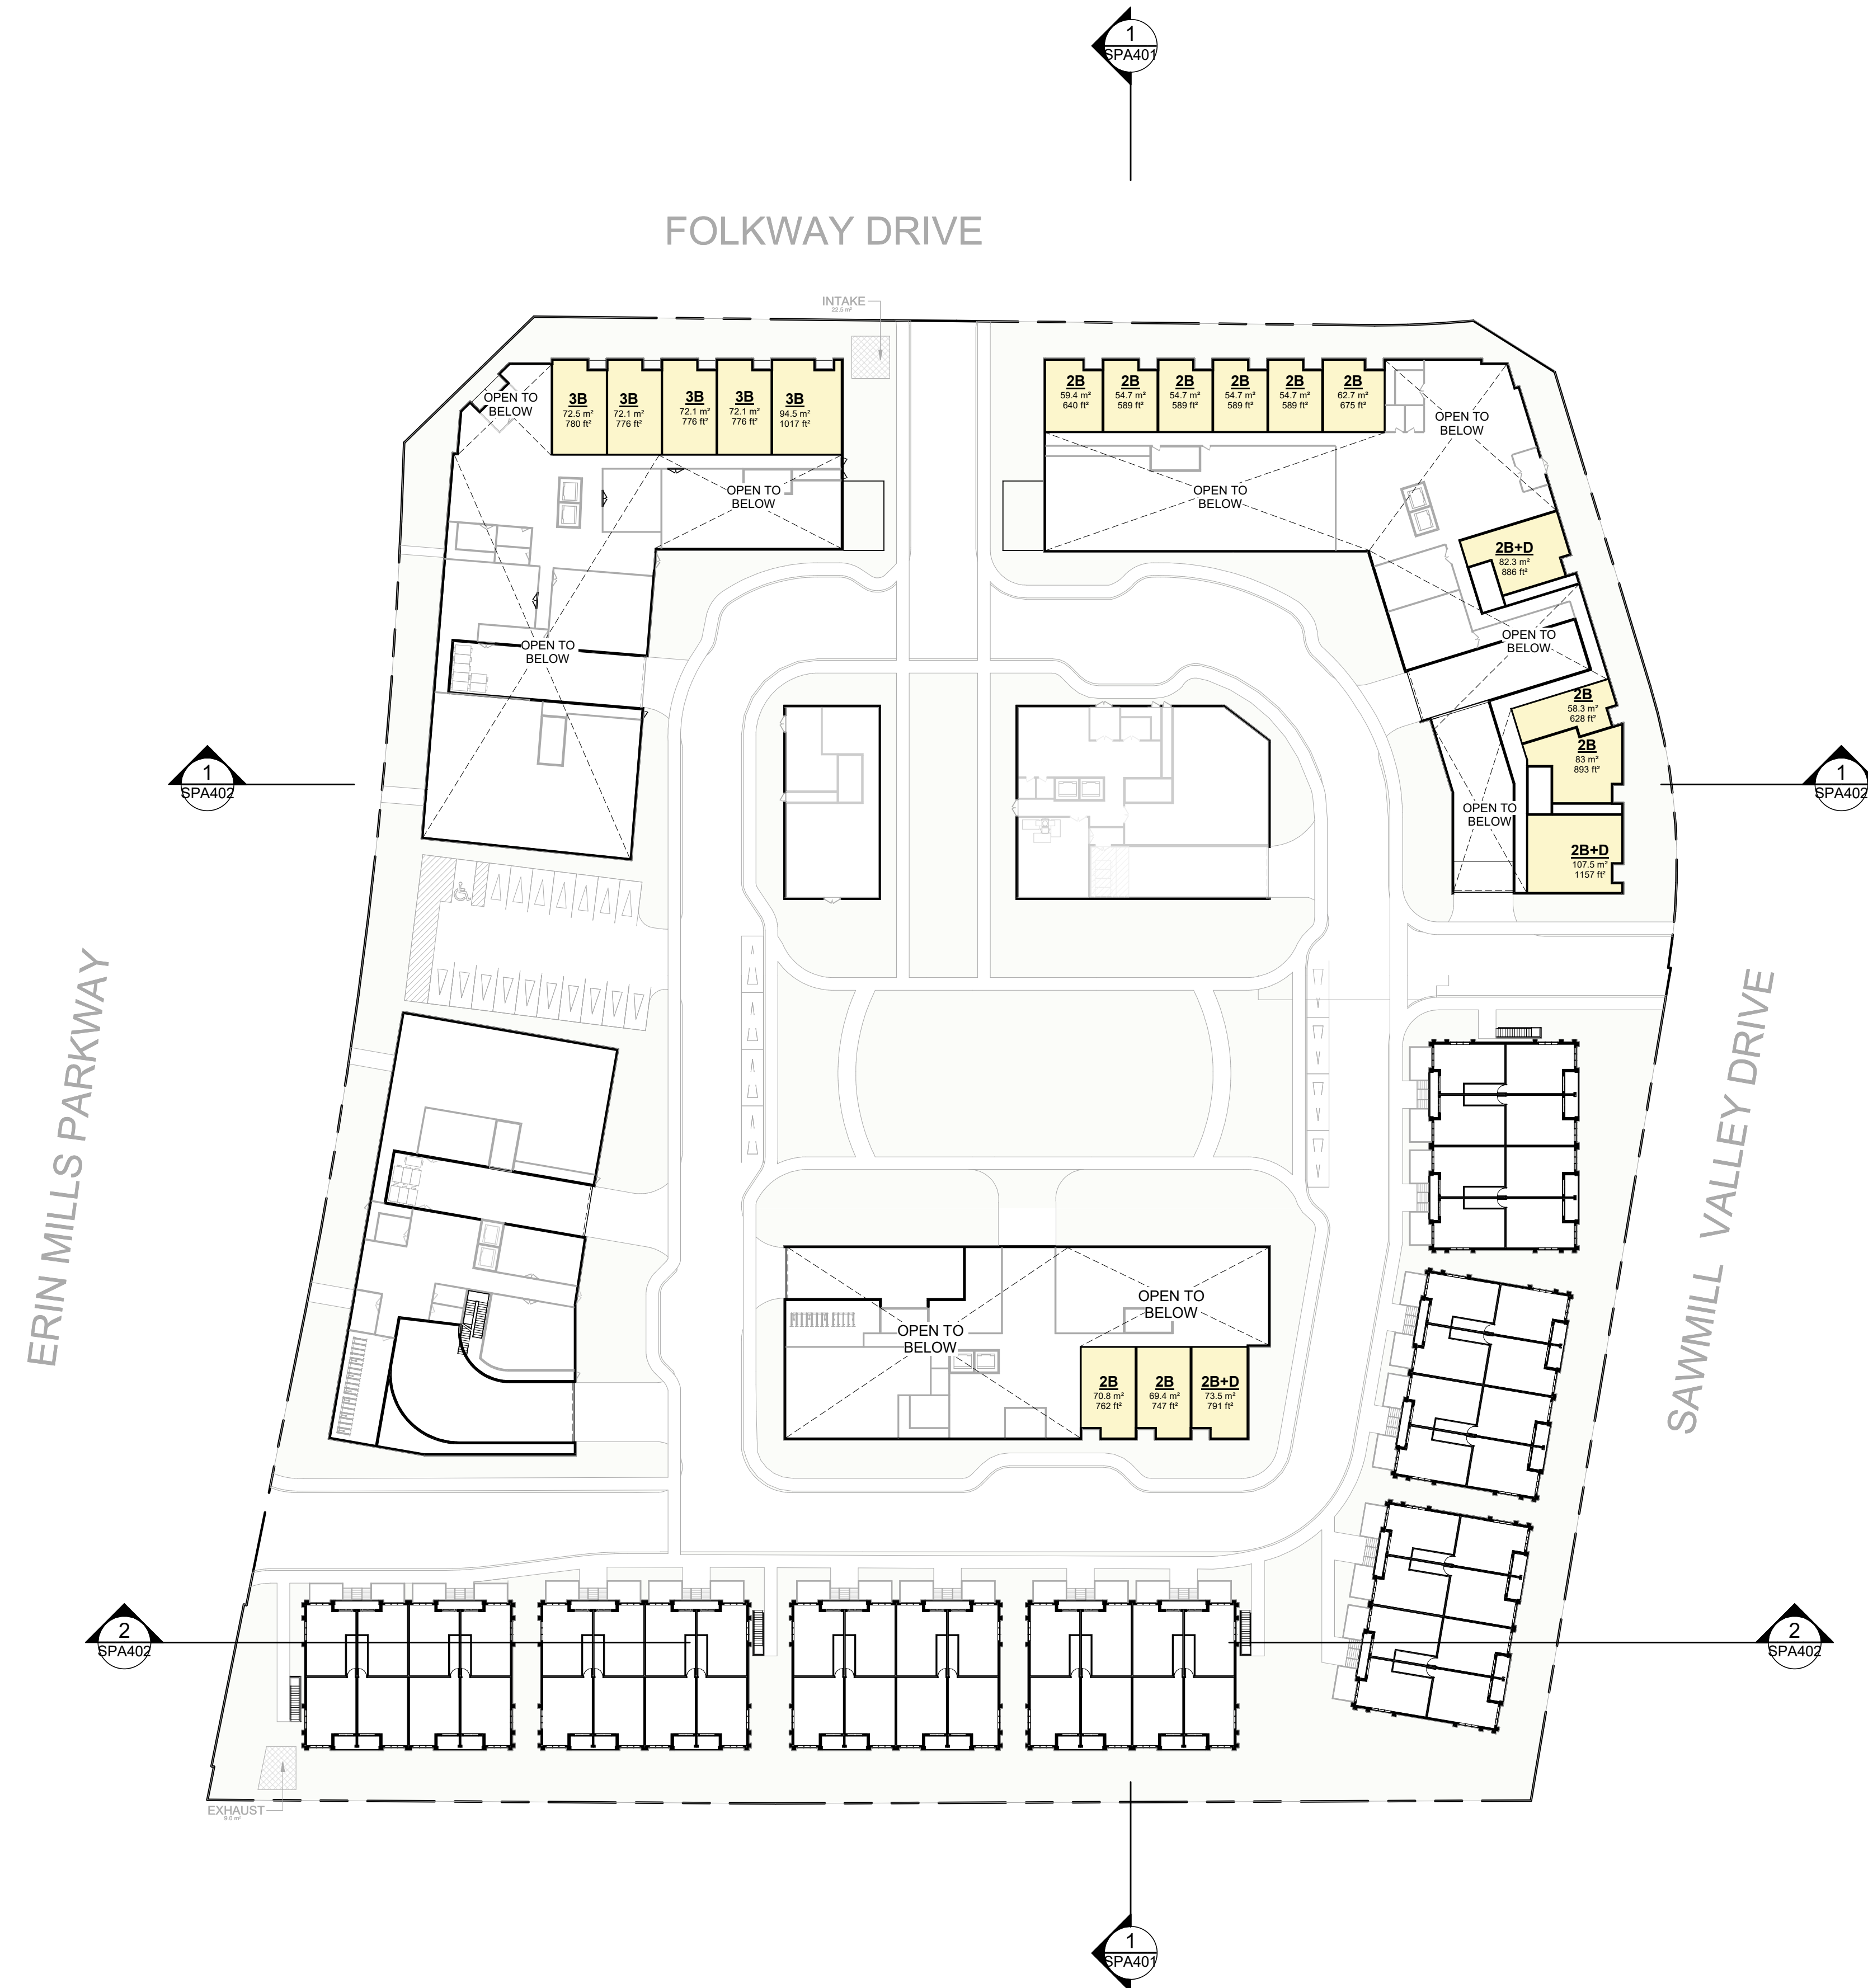 1
SPA401
FOLKWAY DRIVE
INTAKE
22.5 m²
OPEN TO
BELOW
3B
72.5 m²
780 ft²
3B
72.1 m²
776 ft²
3B
72.1 m²
776 ft²
3B
72.1 m²
776 ft²
3B
94.5 m²
1017 ft²
2B
59.4 m²
640 ft²
2B
54.7 m²
589 ft²
2B
54.7 m²
589 ft²
2B
54.7 m²
589 ft²
2B
54.7 m²
589 ft²
2B
62.7 m²
675 ft²
OPEN TO
BELOW
OPEN TO
BELOW
OPEN TO
BELOW
2B+D
82.3 m²
886 ft²
OPEN TO
BELOW
OPEN TO
BELOW
2B
58.3 m²
628 ft²
2B
83 m²
893 ft²
1
SPA402
1
SPA402
OPEN TO
BELOW
2B+D
107.5 m²
1157 ft²
ERIN MILLS PARKWAY
SAWMILL VALLEY DRIVE
OPEN TO
BELOW
OPEN TO
BELOW
2B
70.8 m²
762 ft²
2B
69.4 m²
747 ft²
2B+D
73.5 m²
791 ft²
2
SPA402
2
SPA402
EXHAUST
9.0 m²
1
SPA401